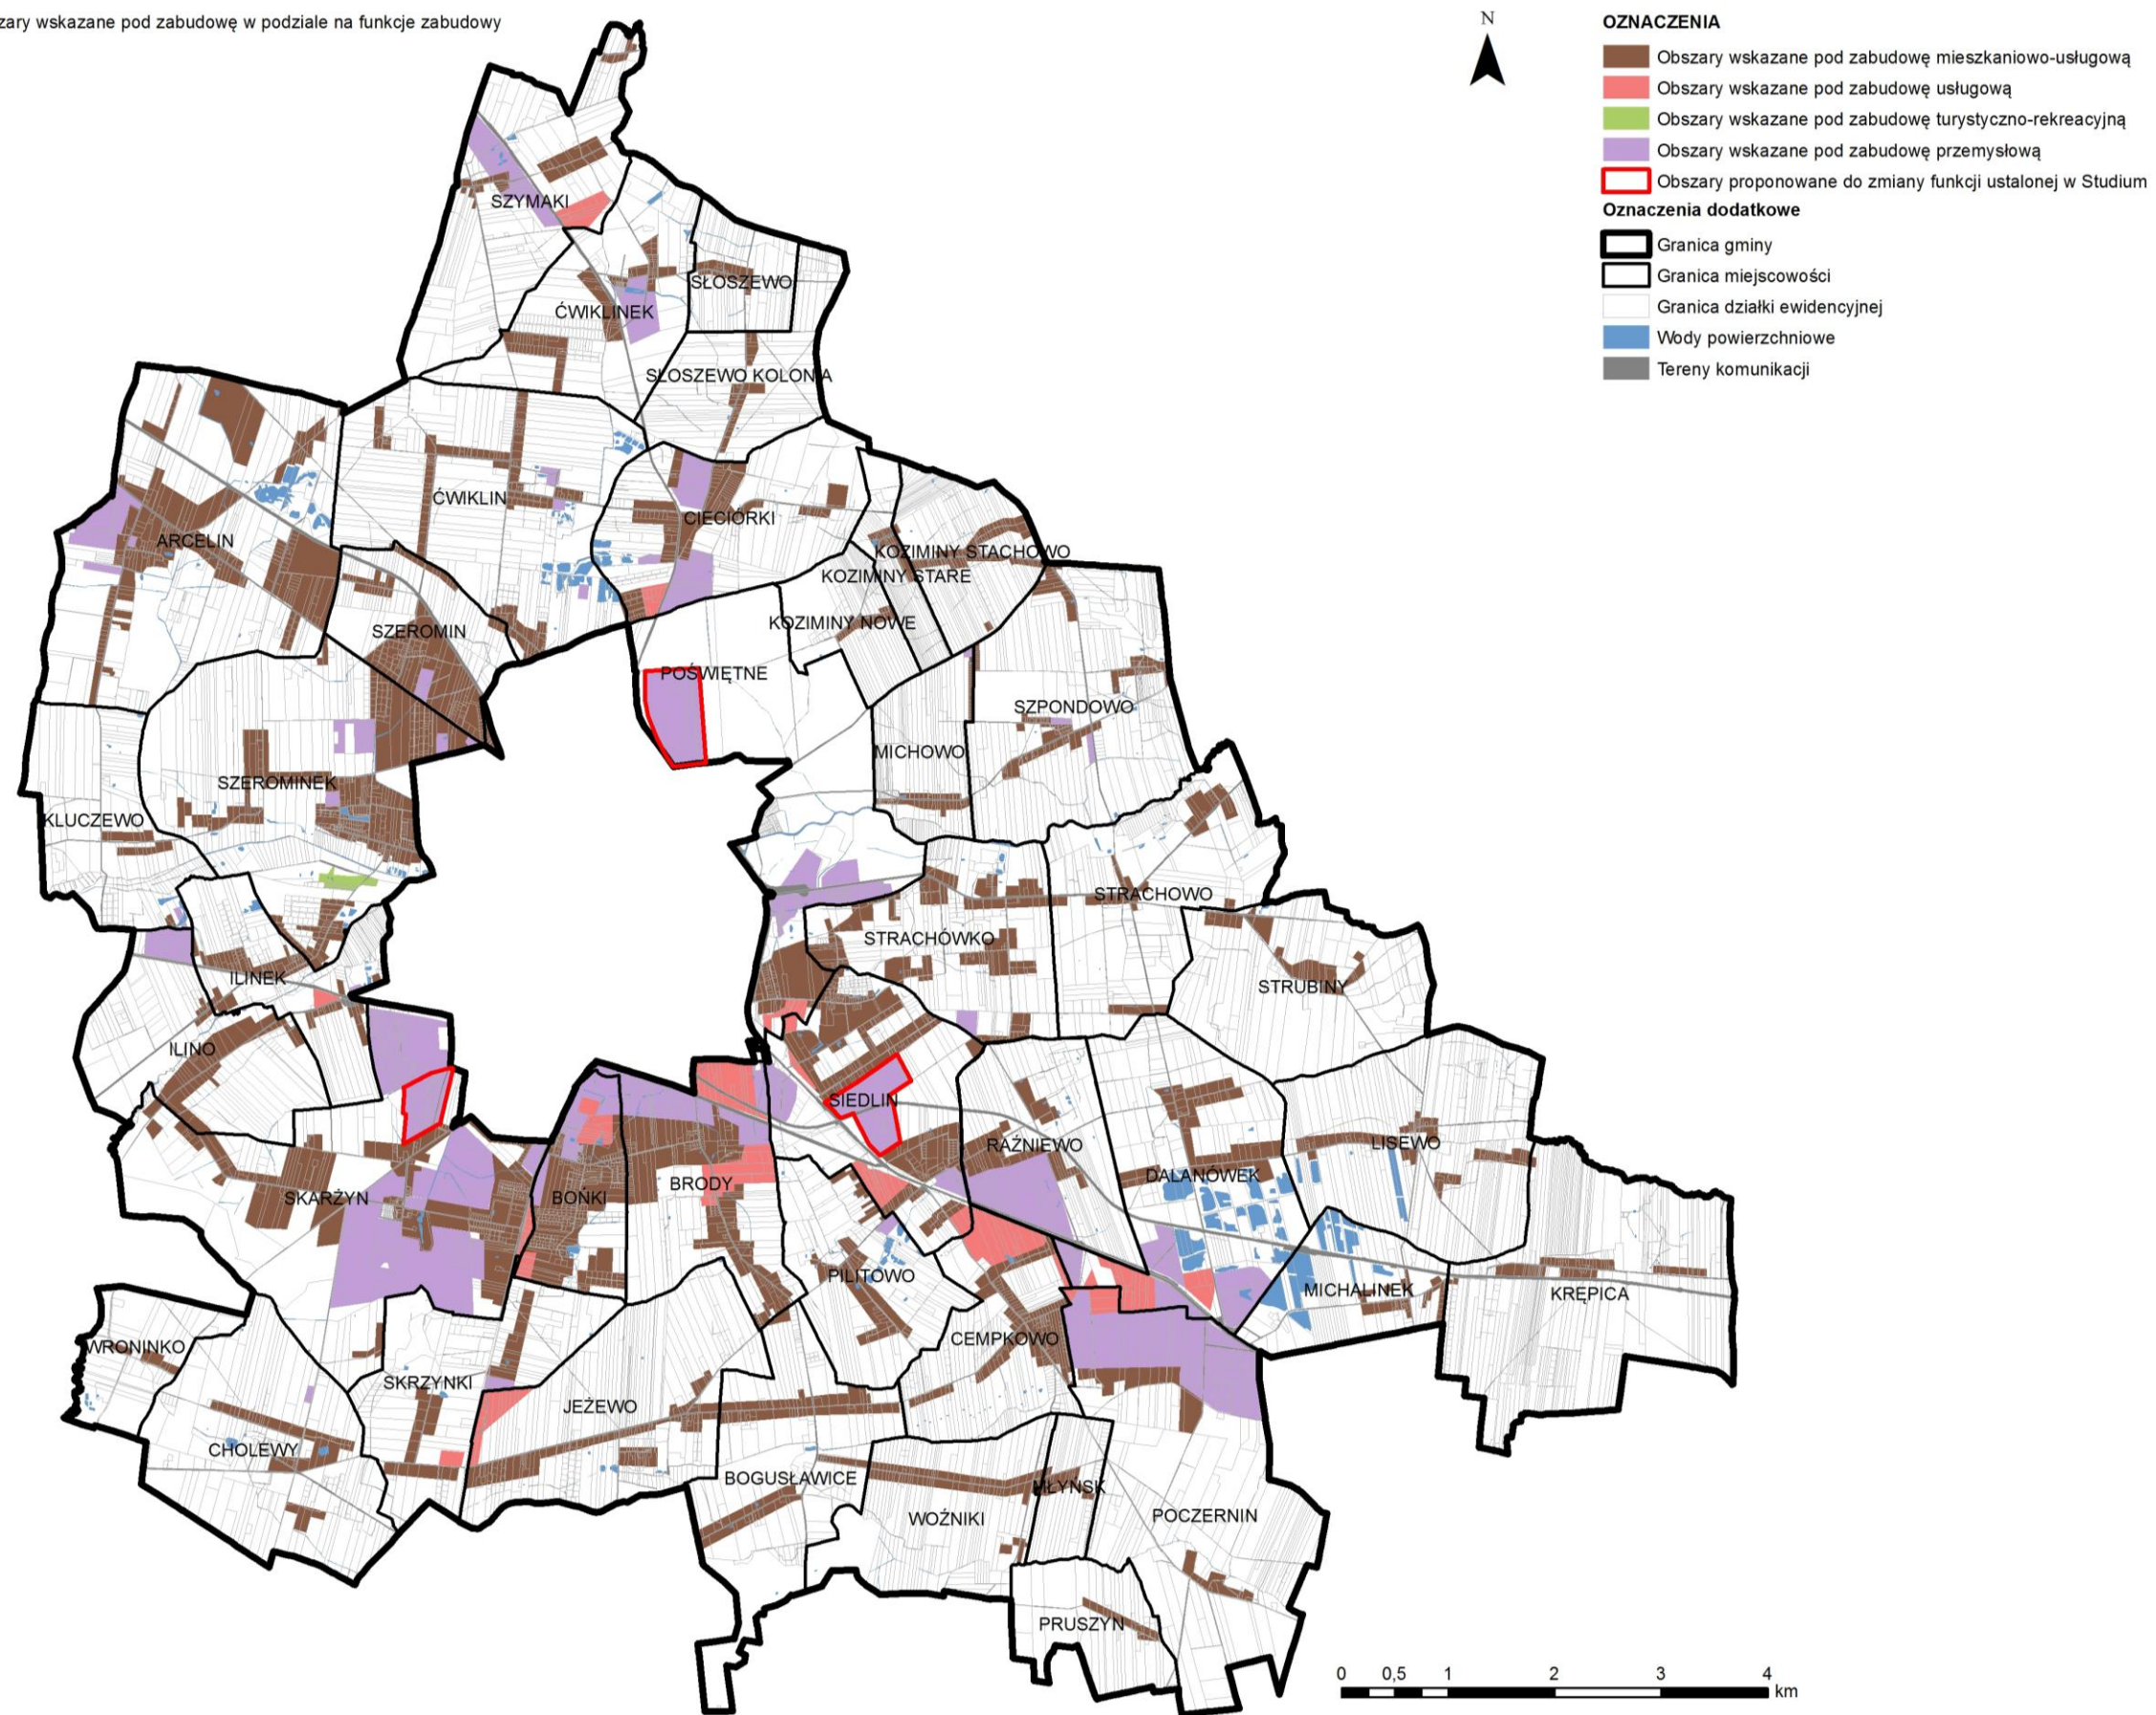 zary wskazane pod zabudowę w podziale na funkcje zabudowy
N
OZNACZENIA
Obszary wskazane pod zabudowę mieszkaniowo-usługową
Obszary wskazane pod zabudowę usługową
Obszary wskazane pod zabudowę turystyczno-rekreacyjną
Obszary wskazane pod zabudowę przemysłową
Obszary proponowane do zmiany funkcji ustalonej w Studium
Oznaczenia dodatkowe
Granica gminy
Granica miejscowości
Granica działki ewidencyjnej
Wody powierzchniowe
Tereny komunikacji
SZYMAKI
SŁOSZEWO
ĆWIKLINEK
SŁOSZEWO KOLONIA
ĆWIKLIN
CIECIÓRKI
ARCELIN
KOZIMINY STACHOWO
KOZIMINY STARE
KOZIMINY NOWE
SZEROMIN
POŚWIĘTNE
SZPONDOWO
MICHOWO
SZEROMINEK
KLUCZEWO
STRACHOWO
STRACHÓWKO
ILINEK
STRUBINY
ILINO
SIEDLIN
LISEWO
RAŹNIEWO
DALANÓWEK
BRODY
SKARŻYN
BOŃKI
PILITOWO
MICHALINEK
KRĘPICA
CEMPKOWO
WRONINKO
SKRZYNKI
JEŻEWO
CHOLEWY
BOGUSŁAWICE
MŁYŃSK
WOŹNIKI
POCZERNIN
PRUSZYN
0 0,5 1 2 3 4
km